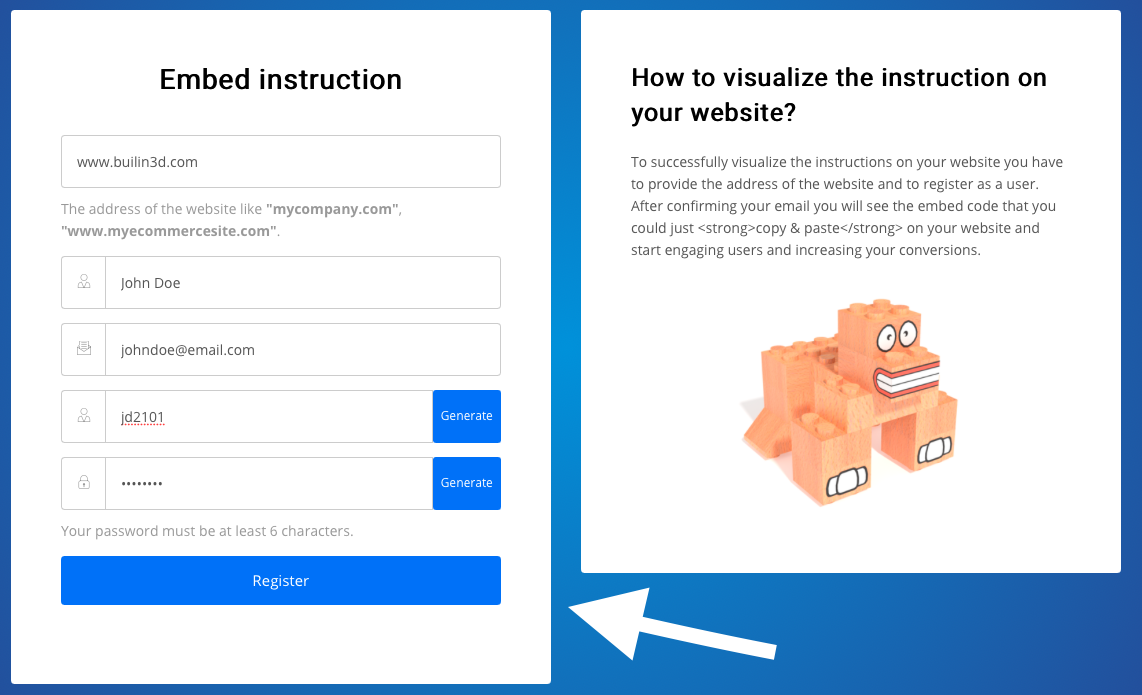 Embed instruction
www.builin3d.com
The address of the website like "mycompany.com",
"www.myecommercesite.com".
John Doe
johndoe@email.com
jd2101
Generate
••••••••
Generate
Your password must be at least 6 characters.
Register
How to visualize the instruction on
your website?
To successfully visualize the instructions on your website you have
to provide the address of the website and to register as a user.
After confirming your email you will see the embed code that you
could just <strong>copy & paste</strong> on your website and
start engaging users and increasing your conversions.